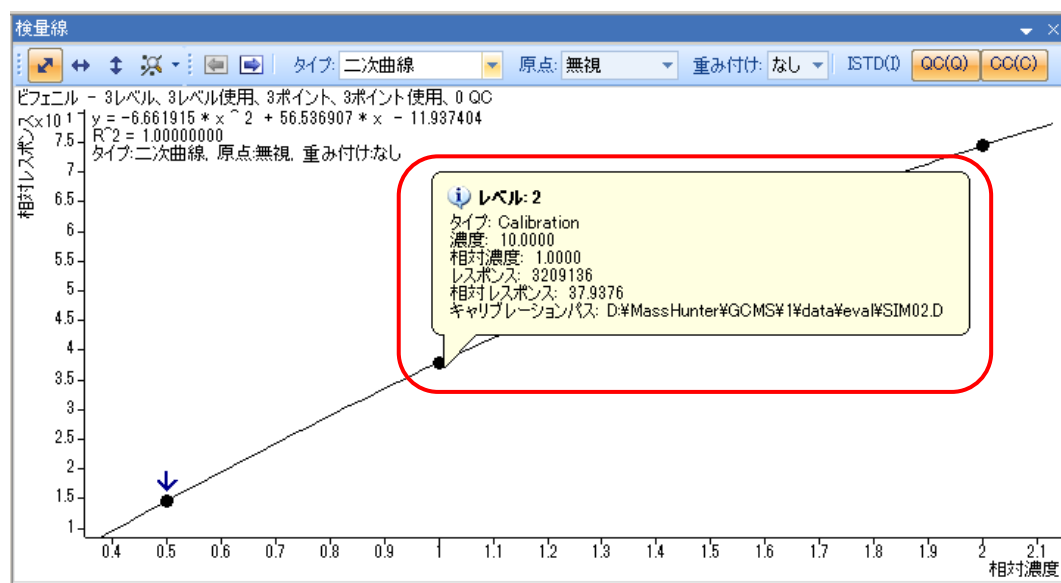 検量線
タイプ: 二次曲線 原点: 無視 重み付け: なし ISTD(I) QC(Q) CC(C)
ビフェニル - 3レベル、3レベル使用、3ポイント、3ポイント使用、0 QC
x10 1
y = -6.661915 * x ^ 2 + 56.536907 * x - 11.937404
R^2 = 1.00000000
タイプ:二次曲線, 原点:無視, 重み付け:なし
相対レスポンス
7.5
7
6.5
6
5.5
5
4.5
4
3.5
3
2.5
2
1.5
1
レベル: 2
タイプ: Calibration
濃度: 10.0000
相対濃度: 1.0000
レスポンス: 3209136
相対レスポンス: 37.9376
キャリブレーションパス: D:¥MassHunter¥GCMS¥1¥data¥eval¥SIM02.D
0.4 0.5 0.6 0.7 0.8 0.9 1 1.1 1.2 1.3 1.4 1.5 1.6 1.7 1.8 1.9 2 2.1
相対濃度